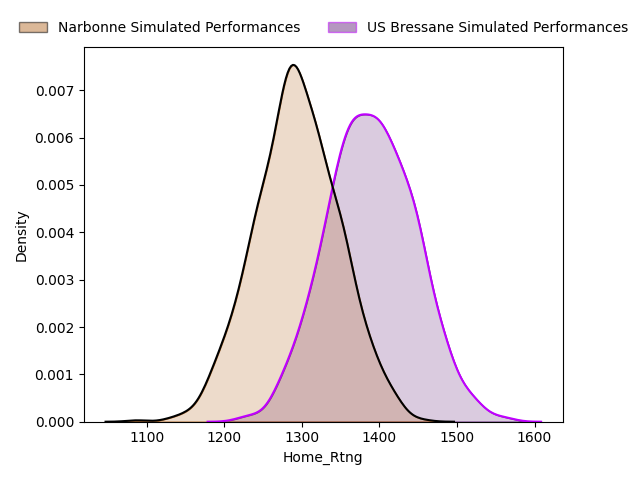 Narbonne Simulated Performances US Bressane Simulated Performances
0.007
0.006
0.005
0.004
0.003
0.002
0.001
0.000
Density
1100 1200 1300 1400 1500 1600
Home_Rtng